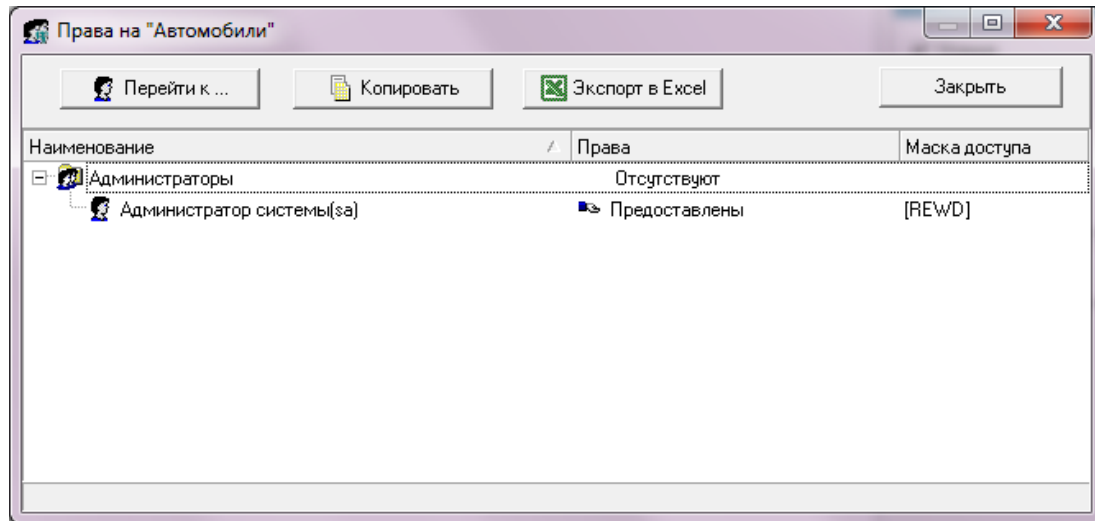 Права на "Автомобили"
Перейти к ... Копировать Экспорт в Excel Закрыть
Наименование Права Маска доступа
Администраторы Отсутствуют
Администратор системы(sa) Предоставлены [REWD]